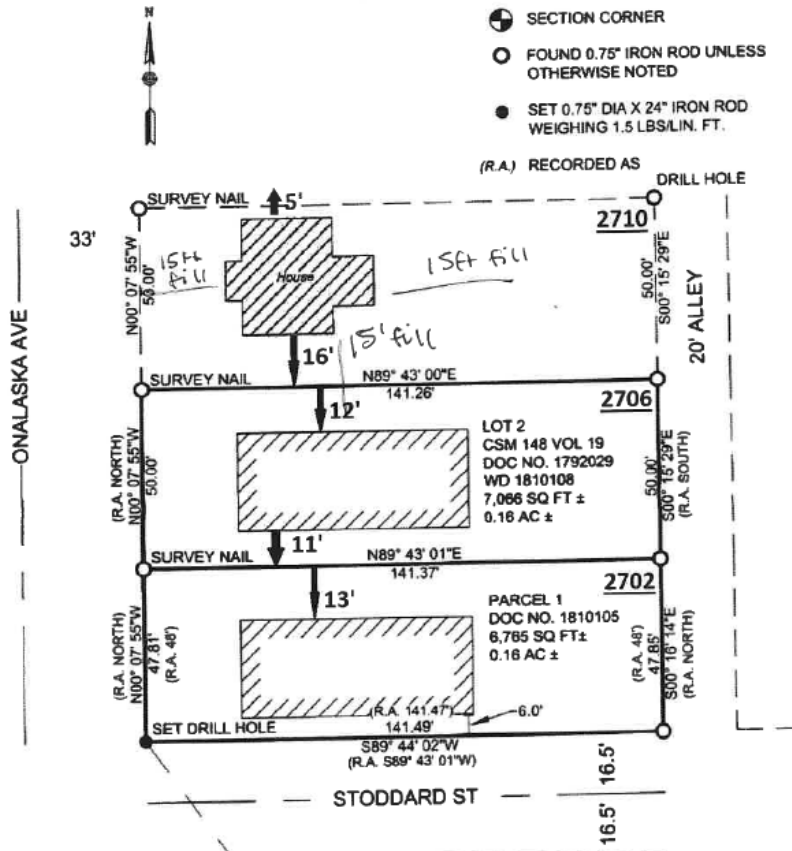 N
SECTION CORNER
FOUND 0.75" IRON ROD UNLESS
OTHERWISE NOTED
SET 0.75" DIA X 24" IRON ROD
WEIGHING 1.5 LBS/LIN. FT.
(R.A.) RECORDED AS
SURVEY NAIL
5'
DRILL HOLE
2710
33'
15ft
fill
House
15ft fill
N00° 07' 55"W
50.00'
50.00'
S00° 15' 29"E
20' ALLEY
ONALASKA AVE
16'
15' fill
SURVEY NAIL
N89° 43' 00"E
141.26'
2706
12'
LOT 2
CSM 148 VOL 19
DOC NO. 1792029
WD 1810108
7,066 SQ FT ±
0.16 AC ±
(R.A. NORTH)
N00° 07' 55"W
50.00'
50.00'
S00° 15' 29"E
(R.A. SOUTH)
11'
SURVEY NAIL
N89° 43' 01"E
141.37'
2702
13'
PARCEL 1
DOC NO. 1810105
6,765 SQ FT±
0.16 AC ±
(R.A. NORTH)
N00° 07' 55"W
47.81'
(R.A. 48')
(R.A. 48')
47.85'
S00° 16' 14"E
(R.A. NORTH)
(R.A. 141.47')
6.0'
SET DRILL HOLE
141.49'
S89° 44' 02"W
(R.A. S89° 43' 01"W)
16.5'
STODDARD ST
16.5'